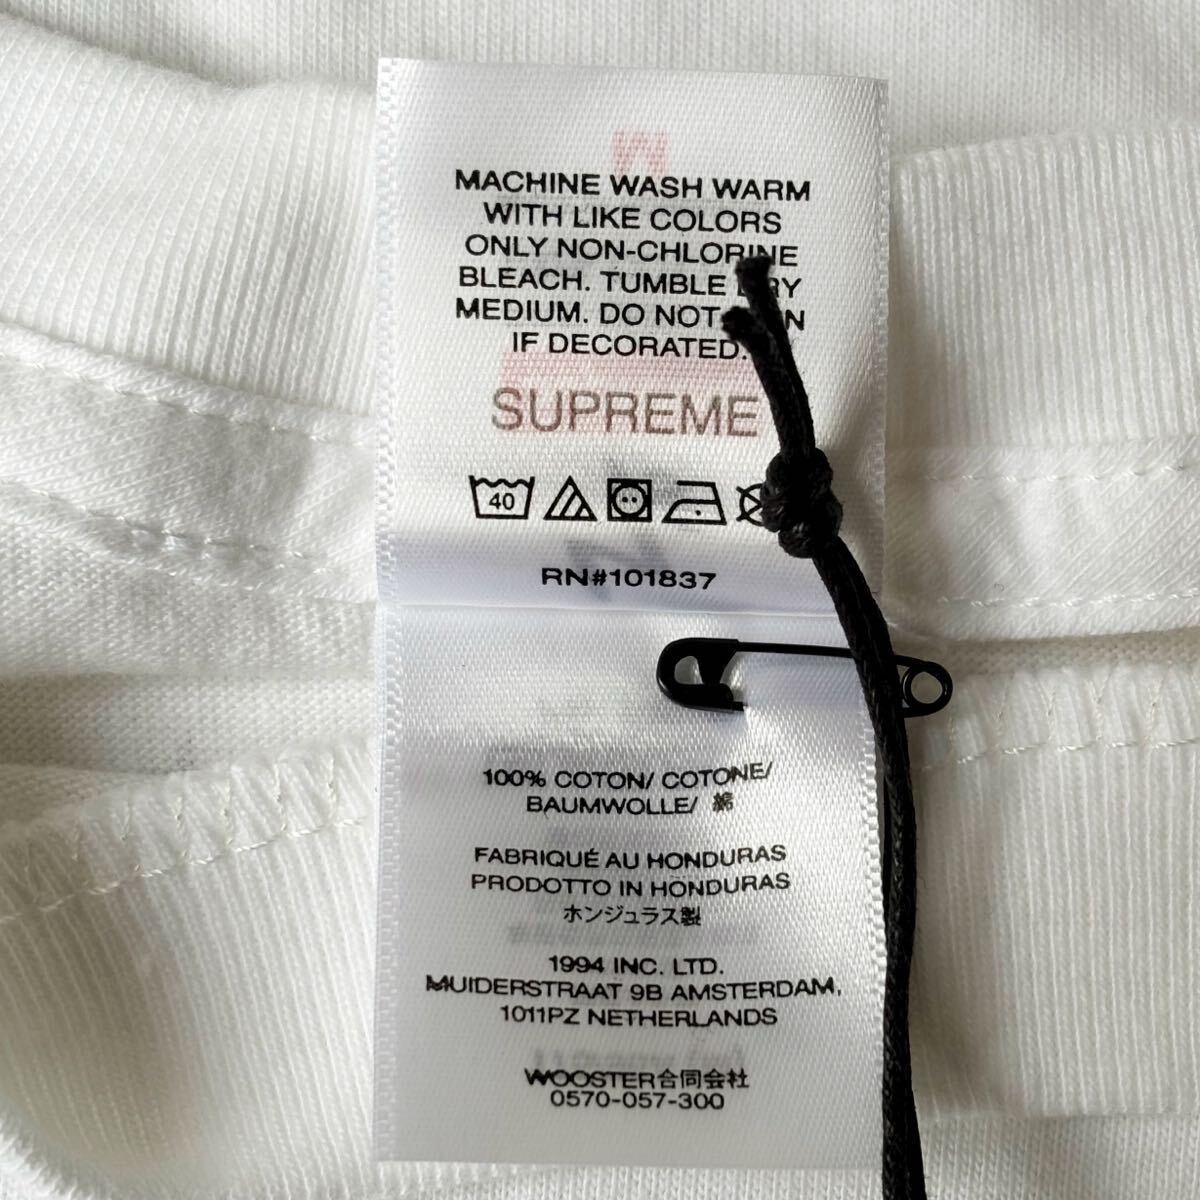 MACHINE WASH WARM
WITH LIKE COLORS
ONLY NON-CHLORINE
BLEACH. TUMBLE DRY
MEDIUM. DO NOT
IF DECORATED.
SUPREME
40
RN#101837
100% COTON/ COTONE/
BAUMWOLLE/ 綿
FABRIQUÉ AU HONDURAS
PRODOTTO IN HONDURAS
ホンジュラス製
1994 INC. LTD.
MUIDERSTRAAT 9B AMSTERDAM,
1011PZ NETHERLANDS
WOOSTER合同会社
0570-057-300